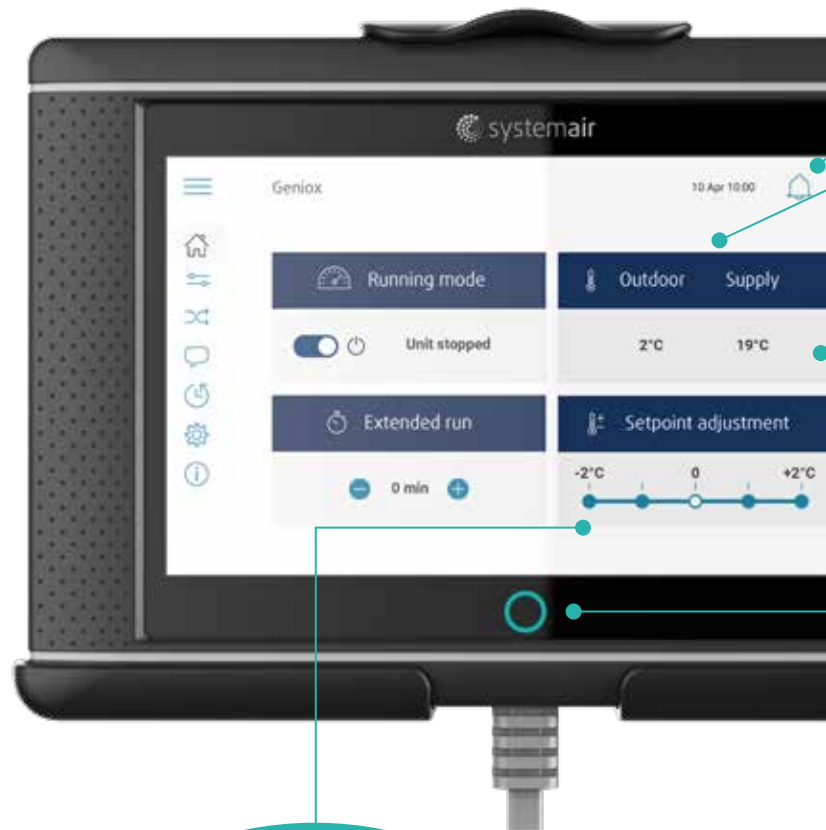 systemair
Geniox
10 Apr 10:00
Running mode
Outdoor Supply
Unit stopped
2°C 19°C
Extended run
Setpoint adjustment
0 min
-2°C 0 +2°C